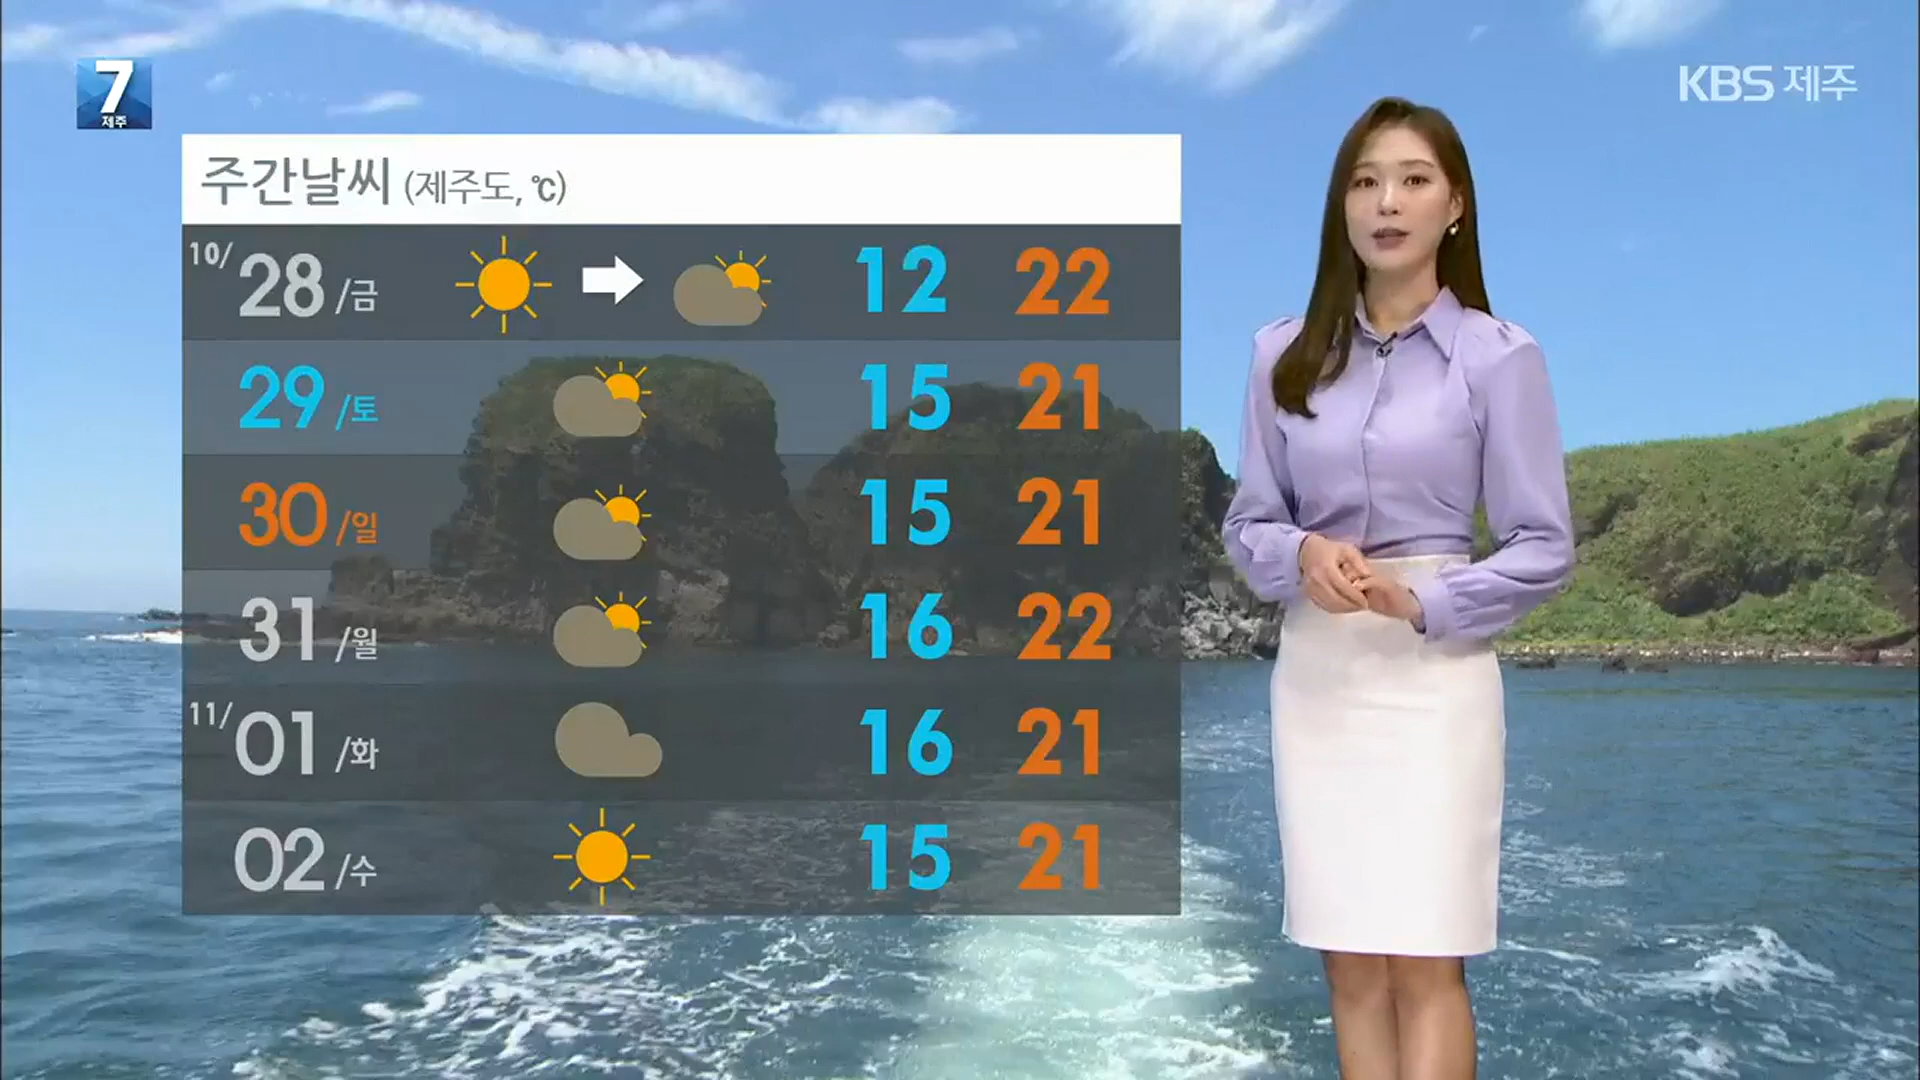 7
제주
KBS 제주
주간날씨 (제주도, ℃)
10/28/금 12 22
29/토 15 21
30/일 15 21
31/월 16 22
11/01/화 16 21
02/수 15 21